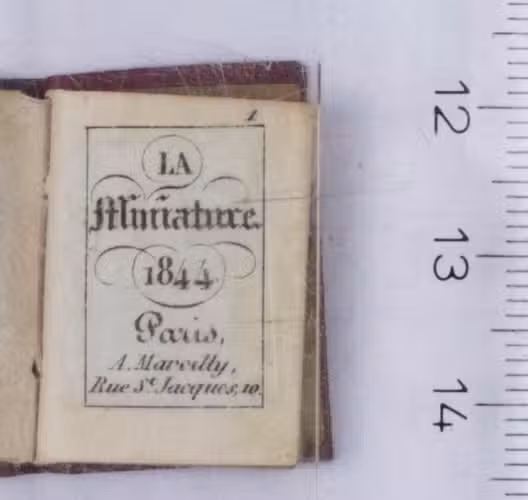 1
LA
Miniature.
1844
Paris,
A. Marcilly,
Rue St. Jacques, 10.
12
13
14